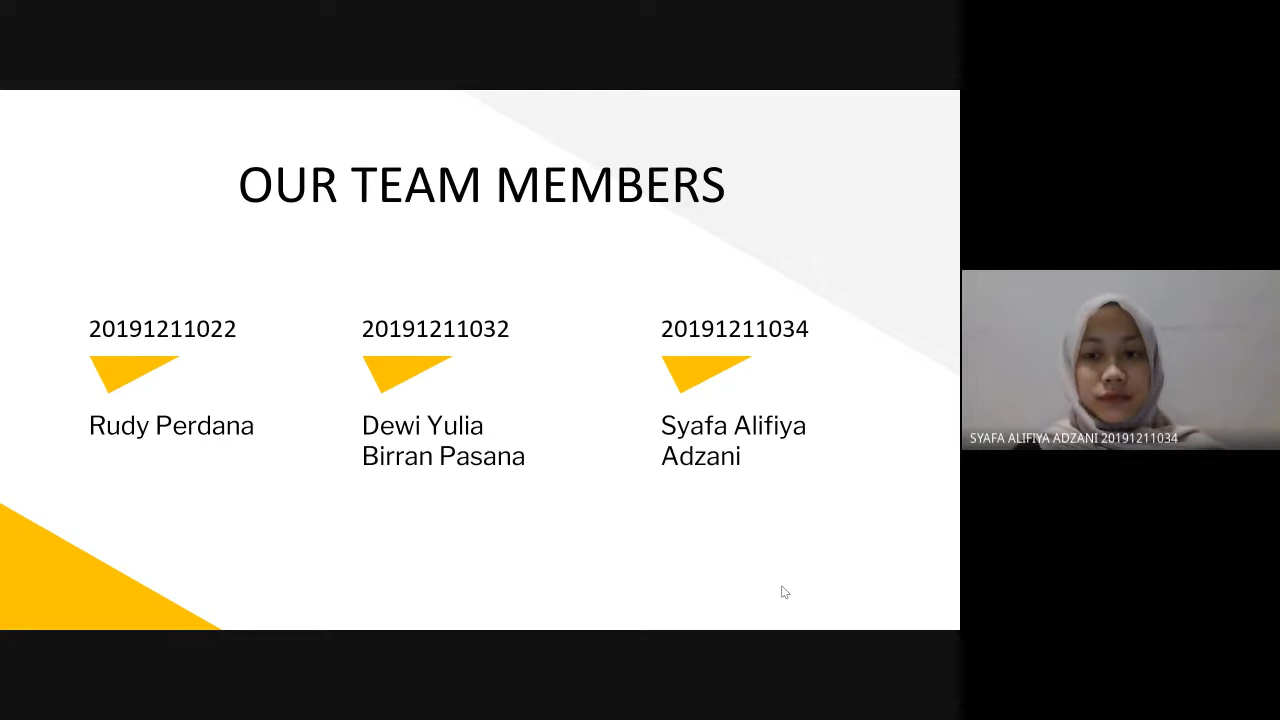 OUR TEAM MEMBERS
20191211022
20191211032
20191211034
Rudy Perdana
Dewi Yulia
Birran Pasana
Syafa Alifiya
Adzani
SYAFA ALIFIYA ADZANI 20191211034